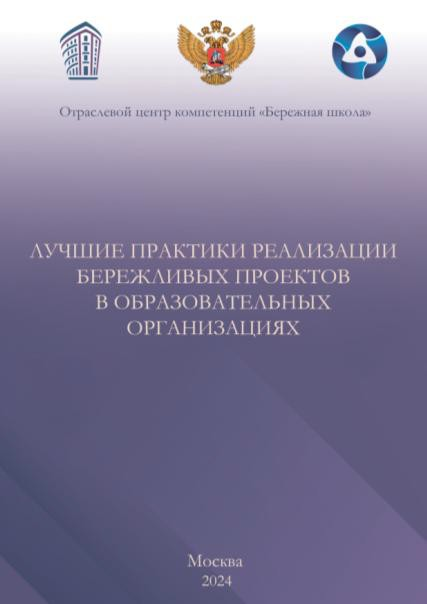 Отраслевой центр компетенций «Бережная школа»
ЛУЧШИЕ ПРАКТИКИ РЕАЛИЗАЦИИ
БЕРЕЖЛИВЫХ ПРОЕКТОВ
В ОБРАЗОВАТЕЛЬНЫХ
ОРГАНИЗАЦИЯХ
Москва
2024